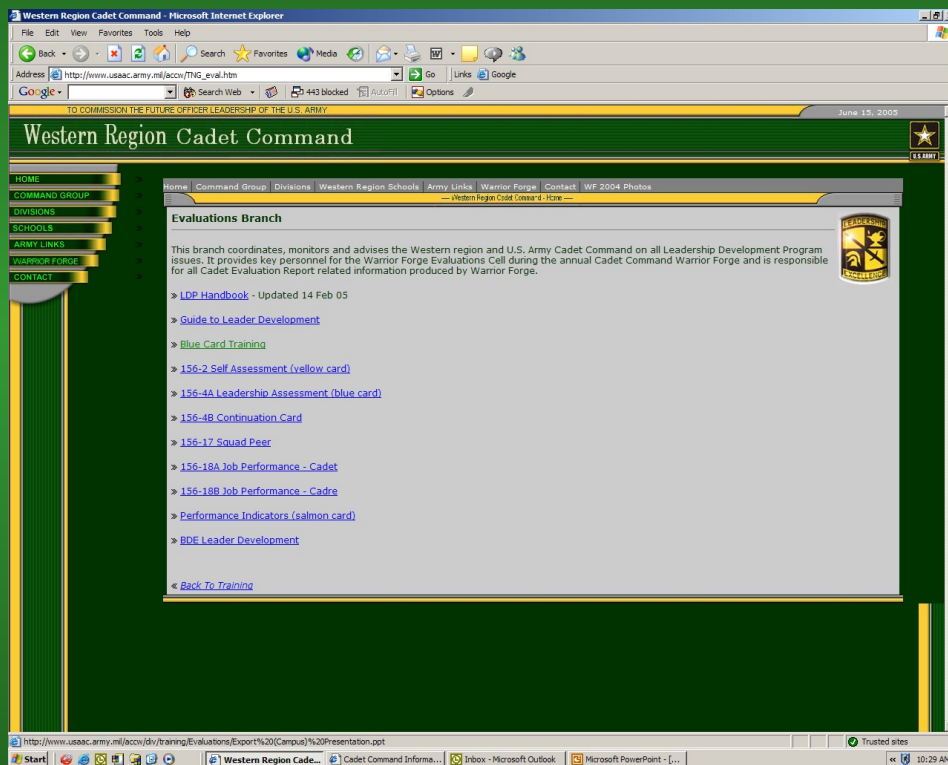 Western Region Cadet Command - Microsoft Internet Explorer
File Edit View Favorites Tools Help
Back Search Favorites Media
Address http://www.usaac.army.mil/accw/TNG_eval.htm Go Links Google
Google Search Web 443 blocked AutoFill Options
TO COMMISSION THE FUTURE OFFICER LEADERSHIP OF THE U.S. ARMY
June 15, 2005
Western Region Cadet Command
U.S. ARMY
HOME
COMMAND GROUP
DIVISIONS
SCHOOLS
ARMY LINKS
WARRIOR FORGE
CONTACT
Home Command Group Divisions Western Region Schools Army Links Warrior Forge Contact WF 2004 Photos
— Western Region Cadet Command - Home —
Evaluations Branch
LEADERSHIP
EXCELLENCE
This branch coordinates, monitors and advises the Western region and U.S. Army Cadet Command on all Leadership Development Program
issues. It provides key personnel for the Warrior Forge Evaluations Cell during the annual Cadet Command Warrior Forge and is responsible
for all Cadet Evaluation Report related information produced by Warrior Forge.
» LDP Handbook - Updated 14 Feb 05
» Guide to Leader Development
» Blue Card Training
» 156-2 Self Assessment (yellow card)
» 156-4A Leadership Assessment (blue card)
» 156-4B Continuation Card
» 156-17 Squad Peer
» 156-18A Job Performance - Cadet
» 156-18B Job Performance - Cadre
» Performance Indicators (salmon card)
» BDE Leader Development
« Back To Training
http://www.usaac.army.mil/accw/div/training/Evaluations/Export%20(Campus)%20Presentation.ppt Trusted sites
Start Western Region Cade... Cadet Command Informa... Inbox - Microsoft Outlook Microsoft PowerPoint - [... 10:29 AM